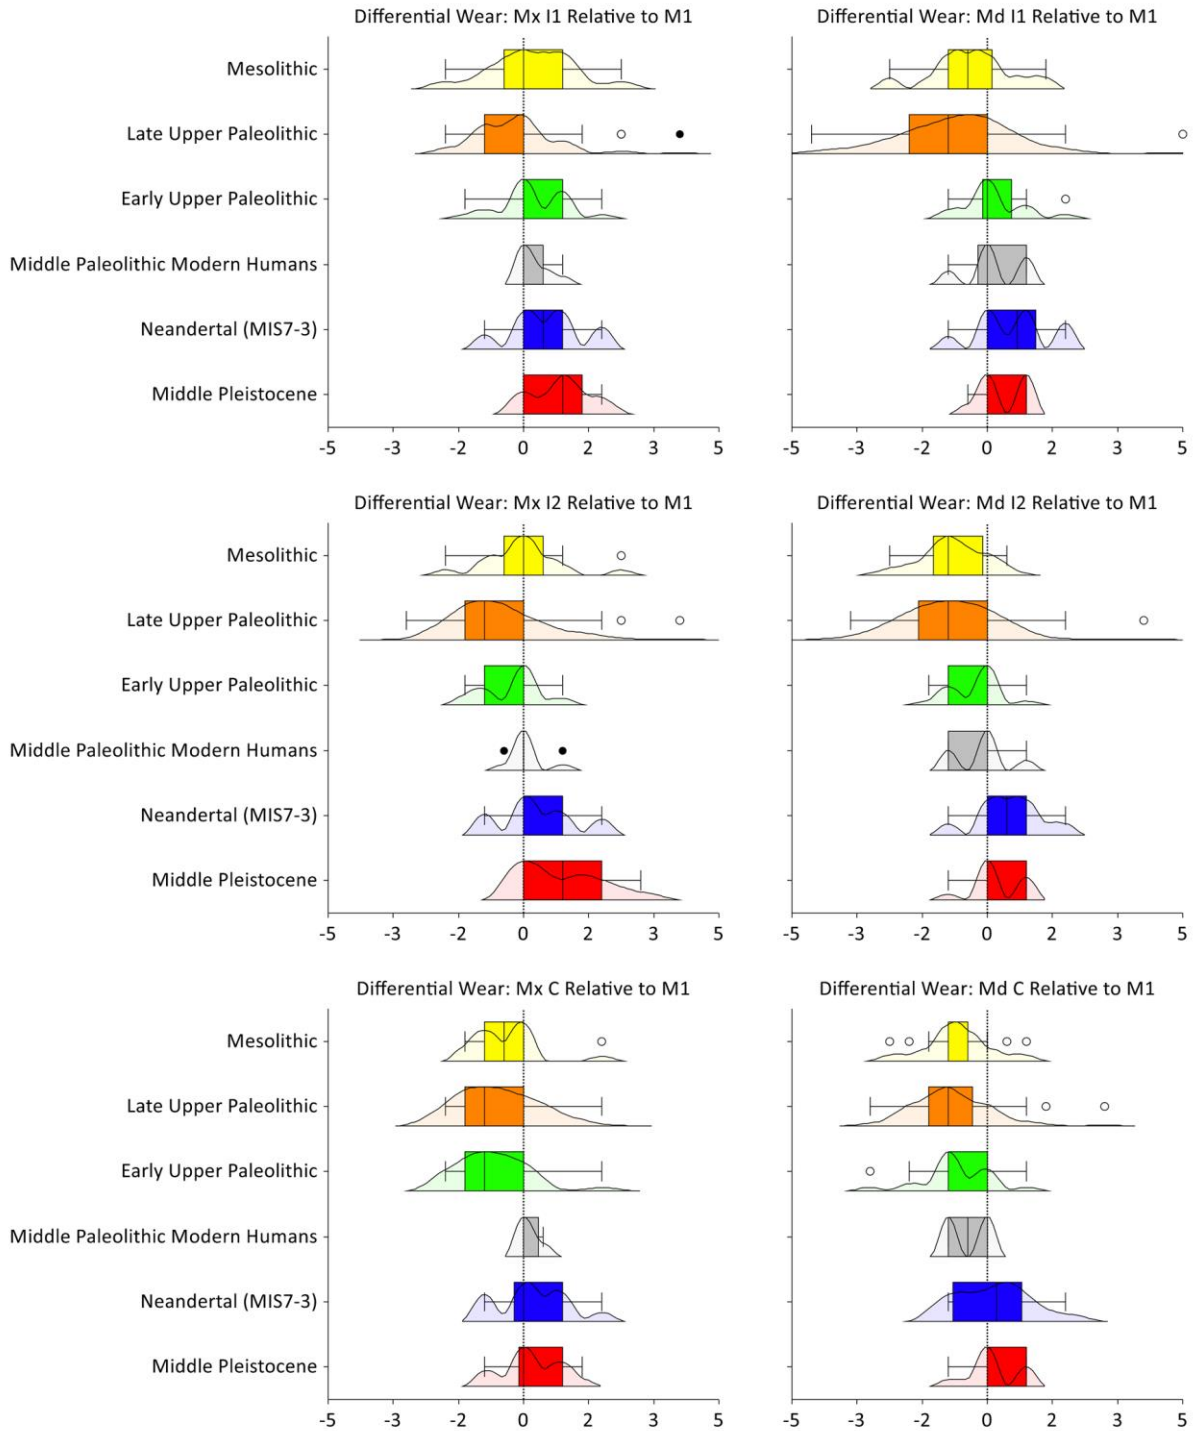 Differential Wear: Mx I1 Relative to M1
Differential Wear: Md I1 Relative to M1
Mesolithic
Late Upper Paleolithic
Early Upper Paleolithic
Middle Paleolithic Modern Humans
Neandertal (MIS7-3)
Middle Pleistocene
-5 -3 -2 0 2 3 5
-5 -3 -2 0 2 3 5
Differential Wear: Mx I2 Relative to M1
Differential Wear: Md I2 Relative to M1
Mesolithic
Late Upper Paleolithic
Early Upper Paleolithic
Middle Paleolithic Modern Humans
Neandertal (MIS7-3)
Middle Pleistocene
-5 -3 -2 0 2 3 5
-5 -3 -2 0 2 3 5
Differential Wear: Mx C Relative to M1
Differential Wear: Md C Relative to M1
Mesolithic
Late Upper Paleolithic
Early Upper Paleolithic
Middle Paleolithic Modern Humans
Neandertal (MIS7-3)
Middle Pleistocene
-5 -3 -2 0 2 3 5
-5 -3 -2 0 2 3 5